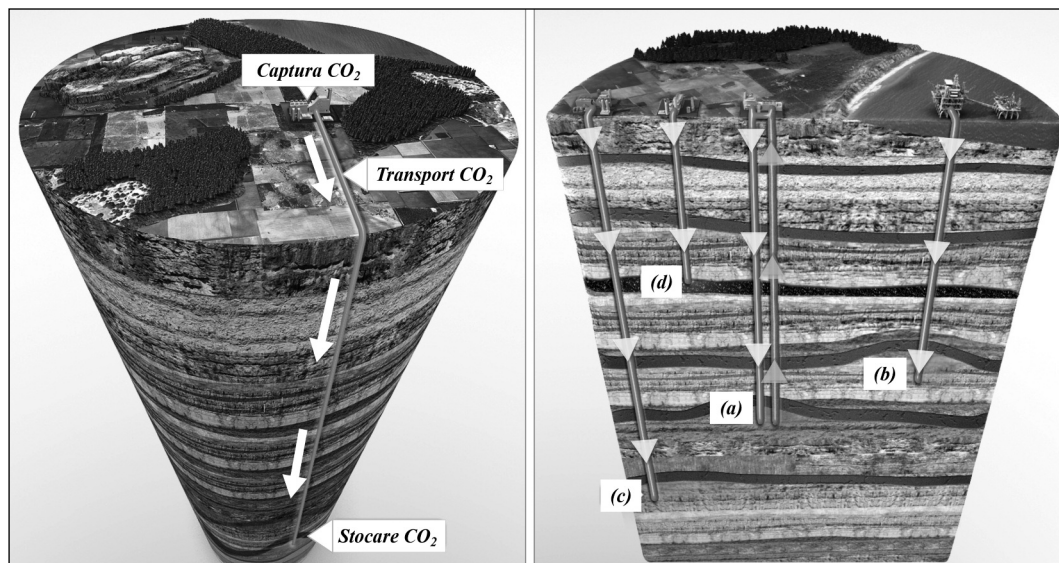 Captura CO₂
Transport CO₂
Stocare CO₂
(d)
(b)
(a)
(c)